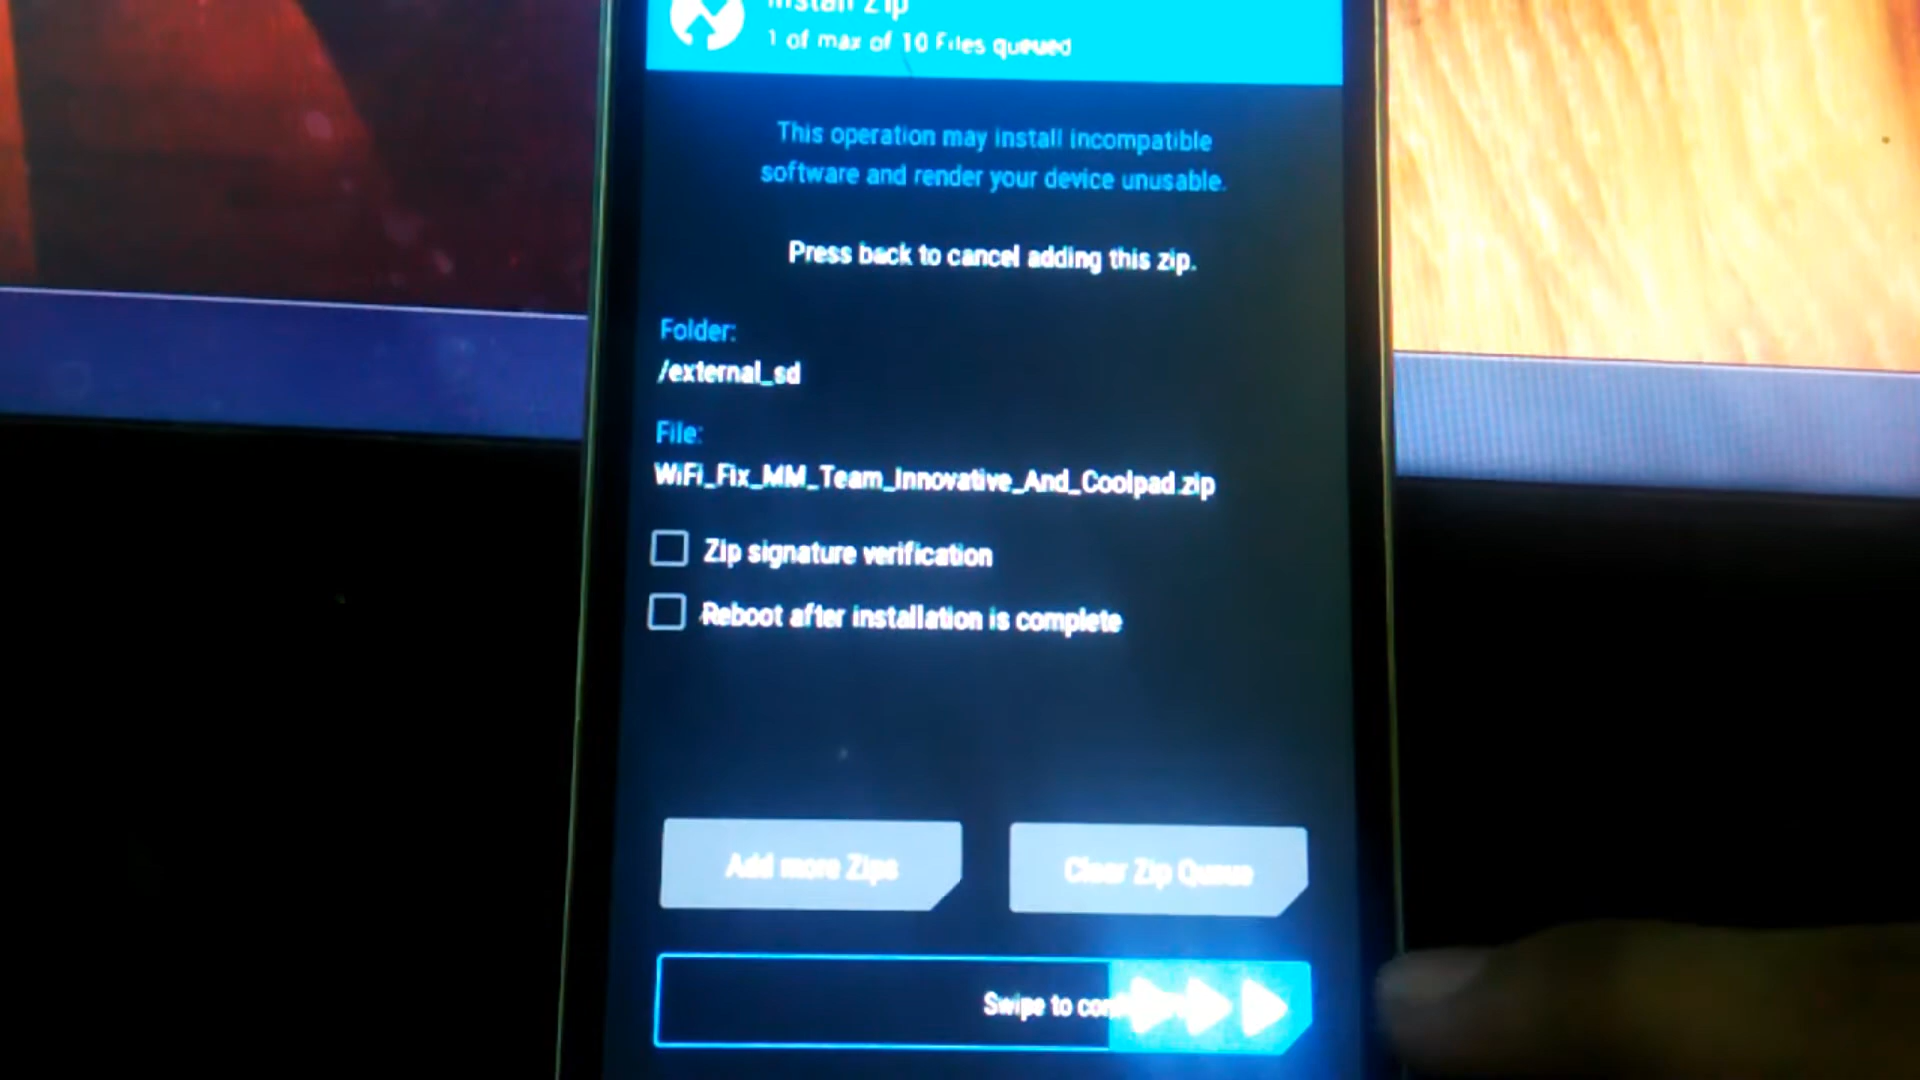 Install Zip
1 of max of 10 Files queued
This operation may install incompatible
software and render your device unusable.
Press back to cancel adding this zip.
Folder:
/external_sd
File:
WiFi_Fix_MM_Team_Innovative_And_Coolpad.zip
Zip signature verification
Reboot after installation is complete
Add more Zips
Clear Zip Queue
Swipe to